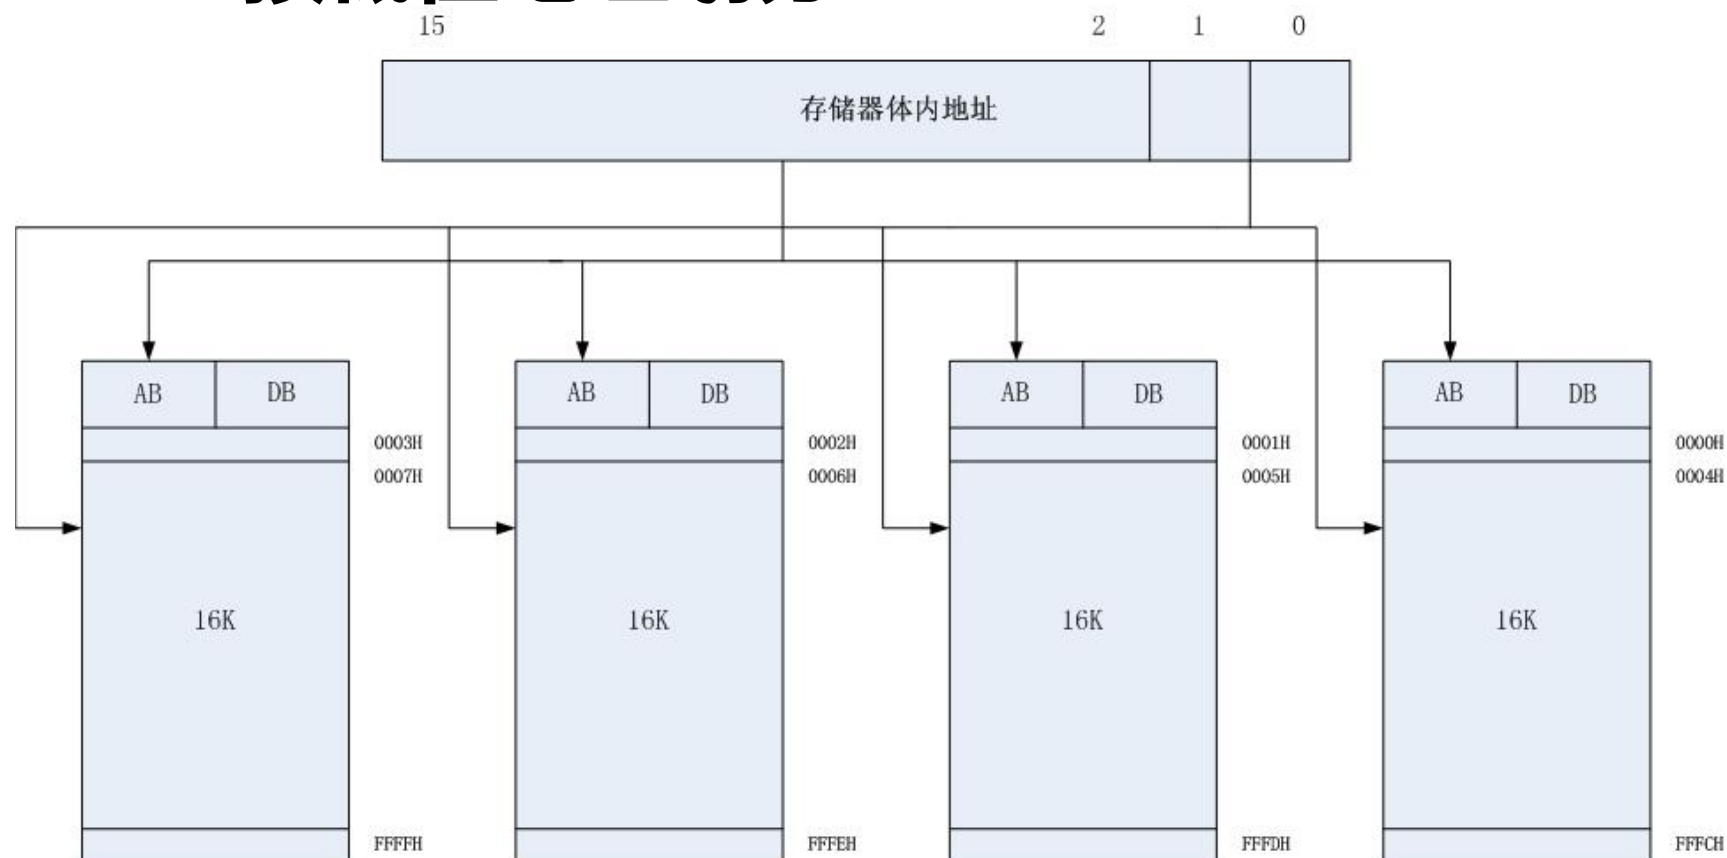 15 2 1 0
存储器体内地址
AB DB AB DB AB DB AB DB
0003H 0002H 0001H 0000H
0007H 0006H 0005H 0004H
16K 16K 16K 16K
FFFFH FFFEH FFFDH FFFCH